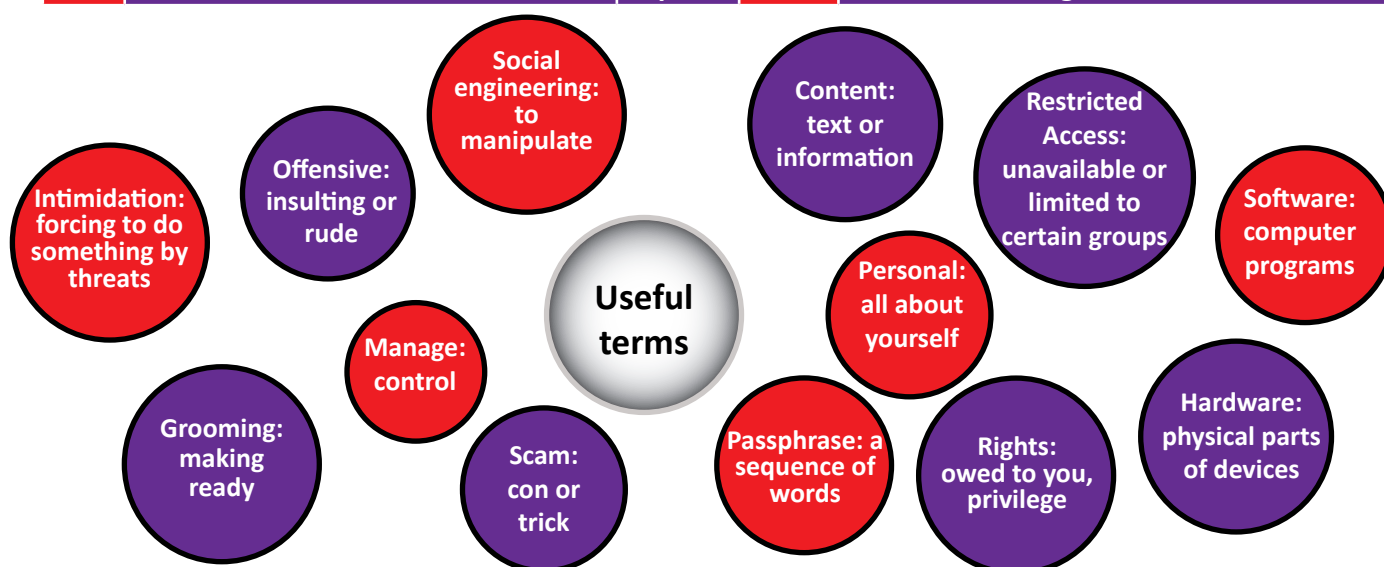 Social
engineering:
to
manipulate
Content:
text or
information
Restricted
Access:
unavailable or
limited to
certain groups
Offensive:
insulting or
rude
Intimidation:
forcing to do
something by
threats
Software:
computer
programs
Useful
terms
Personal:
all about
yourself
Manage:
control
Grooming:
making
ready
Scam:
con or
trick
Passphrase: a
sequence of
words
Rights:
owed to you,
privilege
Hardware:
physical parts
of devices